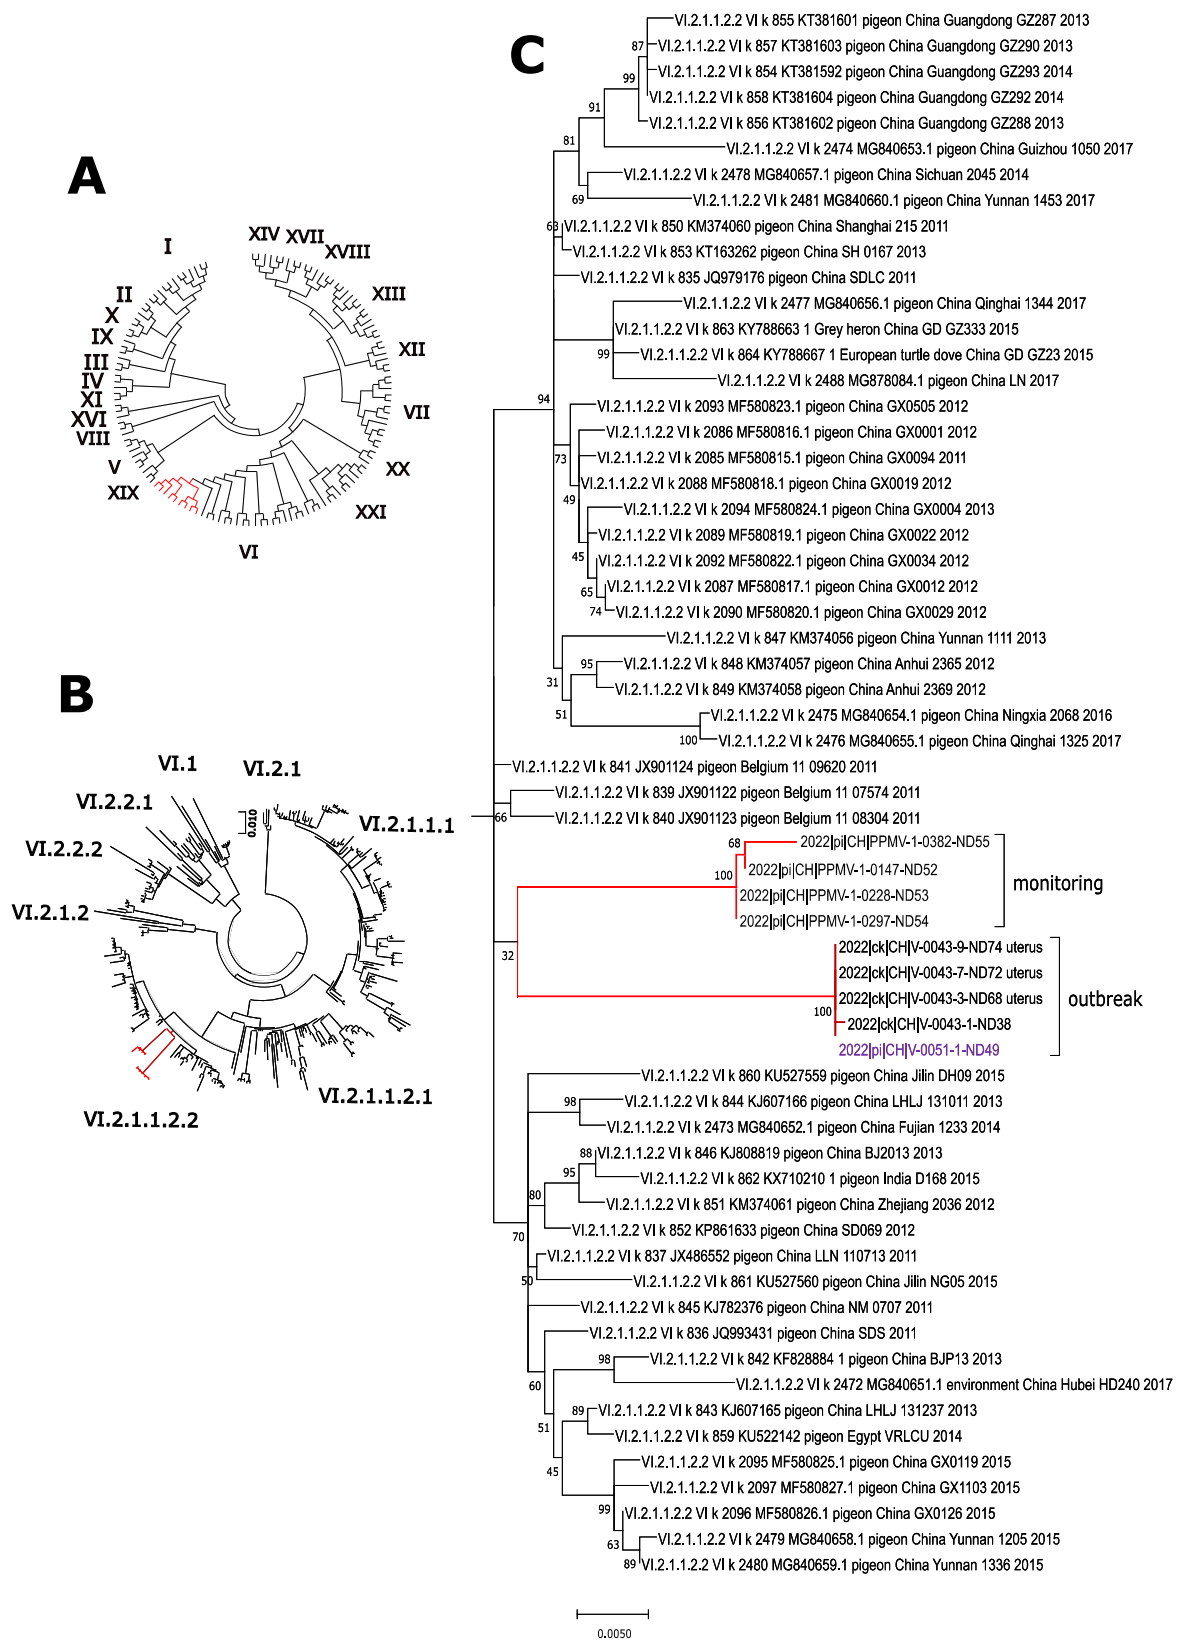 A
I
II
X
IX
III
IV
XI
XVI
VIII
V
XIX
VI
XXI
XX
VII
XII
XIII
XVIII
XVII
XIV
B
VI.1
VI.2.1
VI.2.2.1
VI.2.2.2
VI.2.1.2
VI.2.1.1.1
0.010
VI.2.1.1.2.1
VI.2.1.1.2.2
C
VI.2.1.1.2.2 VI k 855 KT381601 pigeon China Guangdong GZ287 2013
87
VI.2.1.1.2.2 VI k 857 KT381603 pigeon China Guangdong GZ290 2013
VI.2.1.1.2.2 VI k 854 KT381592 pigeon China Guangdong GZ293 2014
99
VI.2.1.1.2.2 VI k 858 KT381604 pigeon China Guangdong GZ292 2014
91
VI.2.1.1.2.2 VI k 856 KT381602 pigeon China Guangdong GZ288 2013
81
VI.2.1.1.2.2 VI k 2474 MG840653.1 pigeon China Guizhou 1050 2017
VI.2.1.1.2.2 VI k 2478 MG840657.1 pigeon China Sichuan 2045 2014
69
VI.2.1.1.2.2 VI k 2481 MG840660.1 pigeon China Yunnan 1453 2017
63
VI.2.1.1.2.2 VI k 850 KM374060 pigeon China Shanghai 215 2011
VI.2.1.1.2.2 VI k 853 KT163262 pigeon China SH 0167 2013
VI.2.1.1.2.2 VI k 835 JQ979176 pigeon China SDLC 2011
VI.2.1.1.2.2 VI k 2477 MG840656.1 pigeon China Qinghai 1344 2017
VI.2.1.1.2.2 VI k 863 KY788663 1 Grey heron China GD GZ333 2015
99
VI.2.1.1.2.2 VI k 864 KY788667 1 European turtle dove China GD GZ23 2015
VI.2.1.1.2.2 VI k 2488 MG878084.1 pigeon China LN 2017
94
VI.2.1.1.2.2 VI k 2093 MF580823.1 pigeon China GX0505 2012
VI.2.1.1.2.2 VI k 2086 MF580816.1 pigeon China GX0001 2012
73
VI.2.1.1.2.2 VI k 2085 MF580815.1 pigeon China GX0094 2011
VI.2.1.1.2.2 VI k 2088 MF580818.1 pigeon China GX0019 2012
49
VI.2.1.1.2.2 VI k 2094 MF580824.1 pigeon China GX0004 2013
VI.2.1.1.2.2 VI k 2089 MF580819.1 pigeon China GX0022 2012
45
VI.2.1.1.2.2 VI k 2092 MF580822.1 pigeon China GX0034 2012
65
VI.2.1.1.2.2 VI k 2087 MF580817.1 pigeon China GX0012 2012
74
VI.2.1.1.2.2 VI k 2090 MF580820.1 pigeon China GX0029 2012
VI.2.1.1.2.2 VI k 847 KM374056 pigeon China Yunnan 1111 2013
95
VI.2.1.1.2.2 VI k 848 KM374057 pigeon China Anhui 2365 2012
31
VI.2.1.1.2.2 VI k 849 KM374058 pigeon China Anhui 2369 2012
51
VI.2.1.1.2.2 VI k 2475 MG840654.1 pigeon China Ningxia 2068 2016
100
VI.2.1.1.2.2 VI k 2476 MG840655.1 pigeon China Qinghai 1325 2017
VI.2.1.1.2.2 VI k 841 JX901124 pigeon Belgium 11 09620 2011
VI.2.1.1.2.2 VI k 839 JX901122 pigeon Belgium 11 07574 2011
66
VI.2.1.1.2.2 VI k 840 JX901123 pigeon Belgium 11 08304 2011
68
2022|pi|CH|PPMV-1-0382-ND55
100
2022|pi|CH|PPMV-1-0147-ND52
monitoring
2022|pi|CH|PPMV-1-0228-ND53
2022|pi|CH|PPMV-1-0297-ND54
32
2022|ck|CH|V-0043-9-ND74 uterus
2022|ck|CH|V-0043-7-ND72 uterus
2022|ck|CH|V-0043-3-ND68 uterus
outbreak
100
2022|ck|CH|V-0043-1-ND38
2022|pi|CH|V-0051-1-ND49
VI.2.1.1.2.2 VI k 860 KU527559 pigeon China Jilin DH09 2015
98
VI.2.1.1.2.2 VI k 844 KJ607166 pigeon China LHLJ 131011 2013
VI.2.1.1.2.2 VI k 2473 MG840652.1 pigeon China Fujian 1233 2014
88
VI.2.1.1.2.2 VI k 846 KJ808819 pigeon China BJ2013 2013
95
VI.2.1.1.2.2 VI k 862 KX710210 1 pigeon India D168 2015
80
VI.2.1.1.2.2 VI k 851 KM374061 pigeon China Zhejiang 2036 2012
VI.2.1.1.2.2 VI k 852 KP861633 pigeon China SD069 2012
70
VI.2.1.1.2.2 VI k 837 JX486552 pigeon China LLN 110713 2011
50
VI.2.1.1.2.2 VI k 861 KU527560 pigeon China Jilin NG05 2015
VI.2.1.1.2.2 VI k 845 KJ782376 pigeon China NM 0707 2011
VI.2.1.1.2.2 VI k 836 JQ993431 pigeon China SDS 2011
98
VI.2.1.1.2.2 VI k 842 KF828884 1 pigeon China BJP13 2013
60
VI.2.1.1.2.2 VI k 2472 MG840651.1 environment China Hubei HD240 2017
89
VI.2.1.1.2.2 VI k 843 KJ607165 pigeon China LHLJ 131237 2013
51
VI.2.1.1.2.2 VI k 859 KU522142 pigeon Egypt VRLCU 2014
VI.2.1.1.2.2 VI k 2095 MF580825.1 pigeon China GX0119 2015
45
VI.2.1.1.2.2 VI k 2097 MF580827.1 pigeon China GX1103 2015
99
VI.2.1.1.2.2 VI k 2096 MF580826.1 pigeon China GX0126 2015
63
VI.2.1.1.2.2 VI k 2479 MG840658.1 pigeon China Yunnan 1205 2015
89
VI.2.1.1.2.2 VI k 2480 MG840659.1 pigeon China Yunnan 1336 2015
0.0050